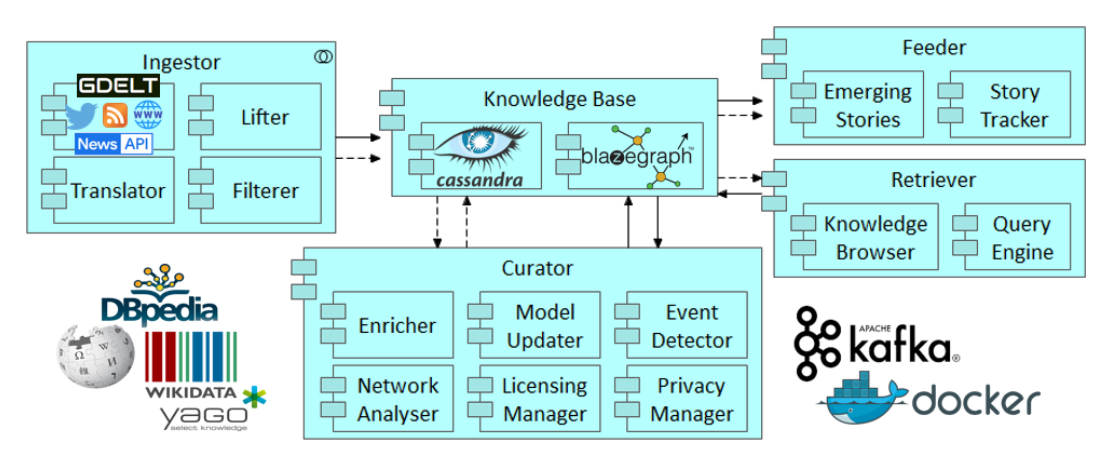 Ingestor
GDELT
www
News API
Lifter
Translator
Filterer
Knowledge Base
cassandra
blazegraph™
Feeder
Emerging
Stories
Story
Tracker
Retriever
Knowledge
Browser
Query
Engine
Curator
Enricher
Model
Updater
Event
Detector
Network
Analyser
Licensing
Manager
Privacy
Manager
DBpedia
Ω
W
И
WIKIDATA
yago
select knowledge
APACHE
kafka®
docker